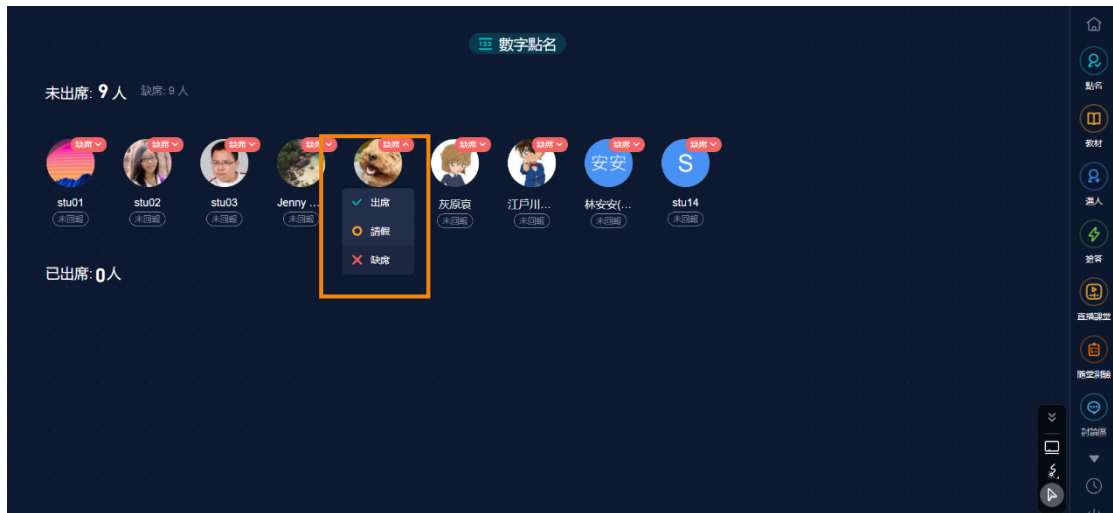 123 數字點名
未出席: 9 人 缺席: 9 人
缺席 缺席 缺席 缺席 缺席 缺席 缺席 缺席 缺席
安安 S
stu01 stu02 stu03 Jenny ... 灰原哀 江戶川... 林安安(... stu14
未回報 未回報 未回報 未回報 未回報 未回報 未回報 未回報
出席
請假
缺席
已出席: 0人
點名
教材
選人
搶答
直播課堂
隨堂測驗
討論區